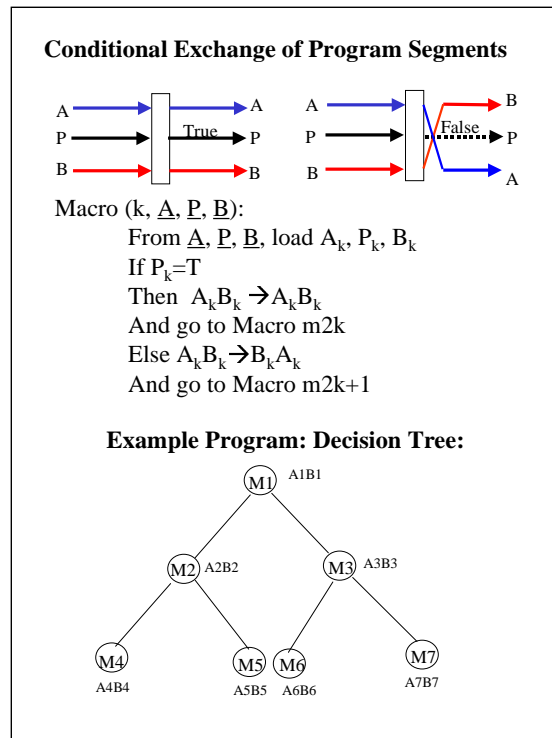 Conditional Exchange of Program Segments
A A
P True P
B B
A B
P False P
B A
Macro (k, A, P, B):
From A, P, B, load Ak, Pk, Bk
If Pk=T
Then AkBk →AkBk
And go to Macro m2k
Else AkBk→BkAk
And go to Macro m2k+1
Example Program: Decision Tree:
M1 A1B1
M2 A2B2
M3 A3B3
M4 M5 M6 M7
A4B4 A5B5 A6B6 A7B7